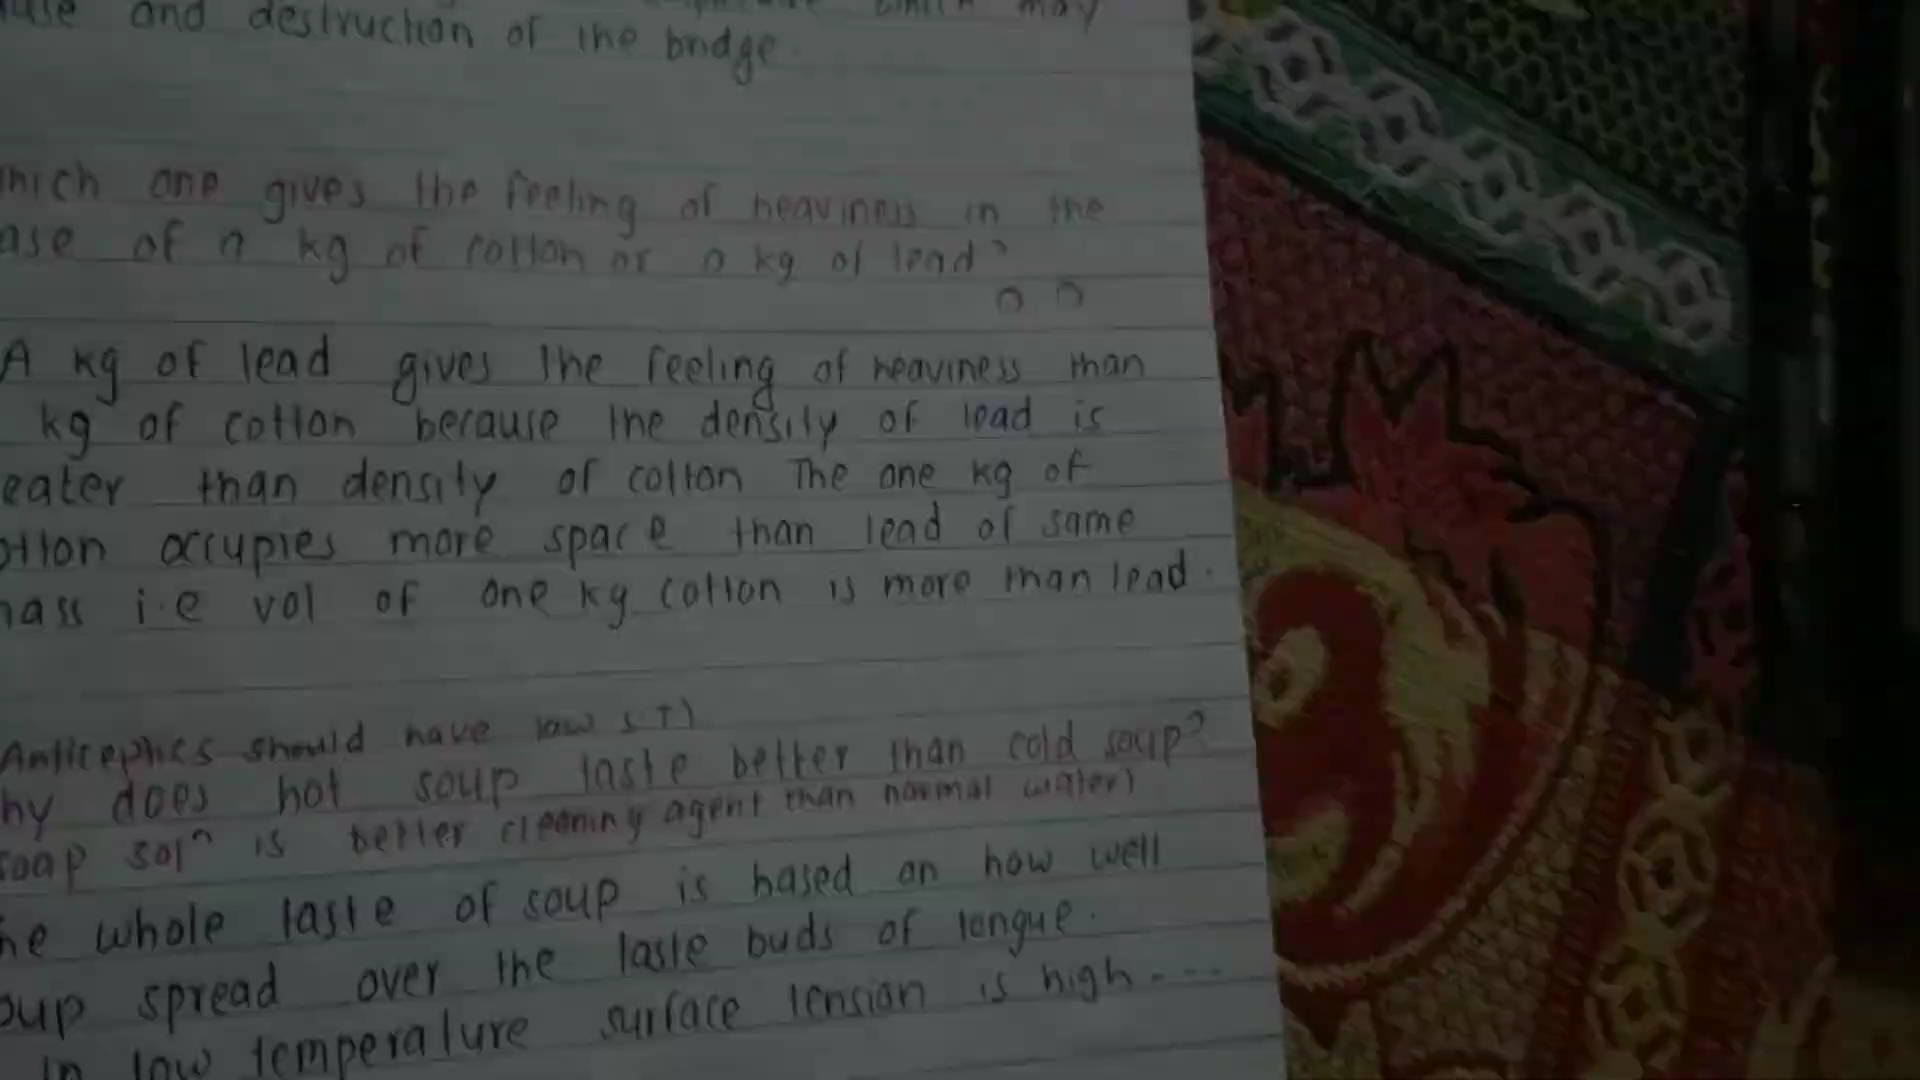 and destruction of the bridge.
which one gives the feeling of heaviness in the
ase of a kg of cotton or a kg of lead?
A kg of lead gives the feeling of heaviness than
kg of cotton because the density of lead is
eater than density of cotton The one kg of
otton occupies more space than lead of same
mass i.e vol of one kg cotton is more than lead.
Anticeptics should have low S.T)
hy does hot soup taste better than cold soup?
soap solⁿ is better cleaning agent than normal water)
he whole taste of soup is based on how well
oup spread over the taste buds of tongue.
in low temperature surface tension is high - --